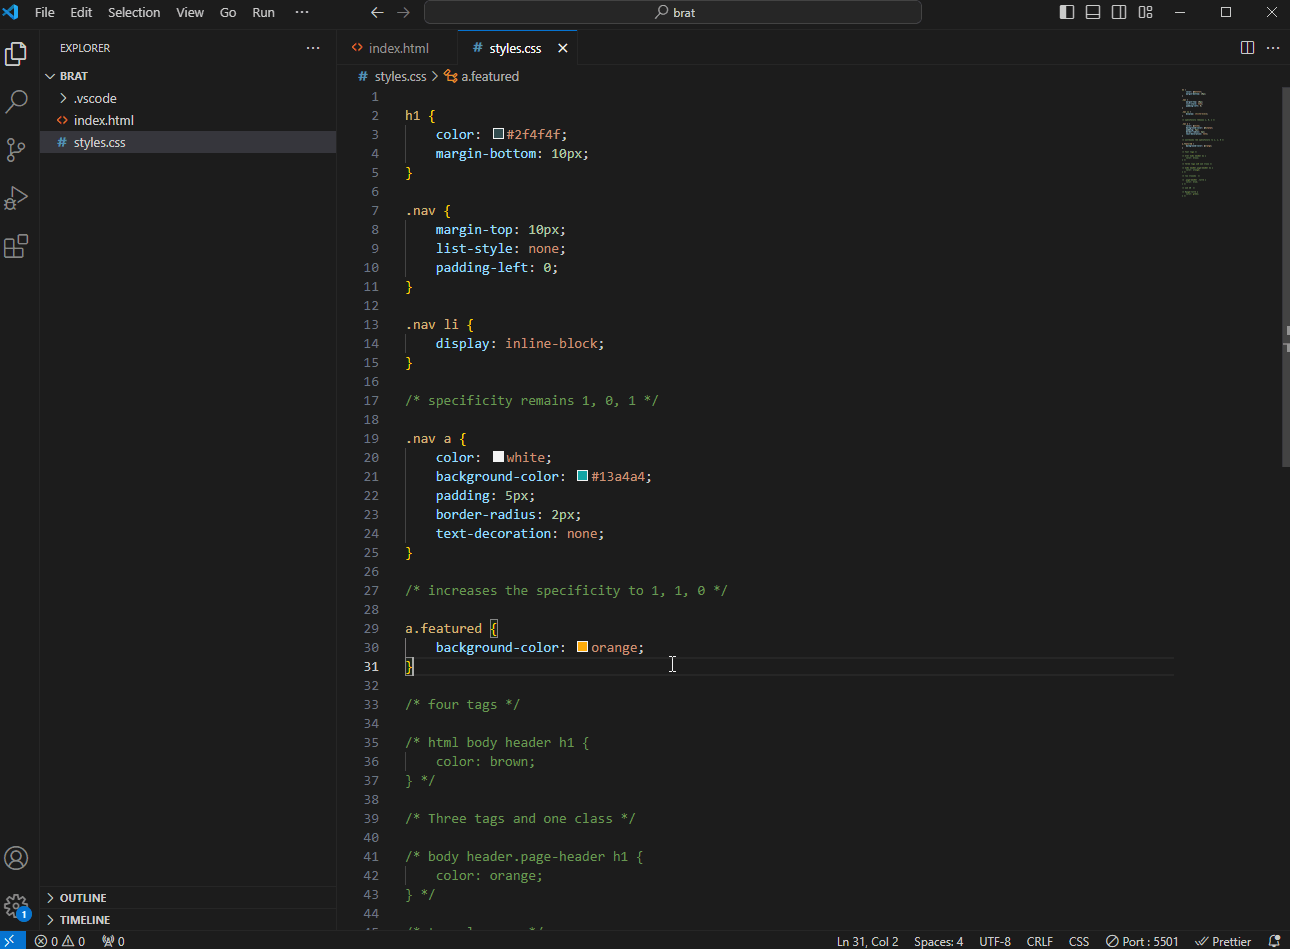 File Edit Selection View Go Run ··· brat
EXPLORER ···
BRAT
.vscode
index.html
styles.css
index.html
styles.css
styles.css > a.featured
1
2 h1 {
3 color: #2f4f4f;
4 margin-bottom: 10px;
5 }
6
7 .nav {
8 margin-top: 10px;
9 list-style: none;
10 padding-left: 0;
11 }
12
13 .nav li {
14 display: inline-block;
15 }
16
17 /* specificity remains 1, 0, 1 */
18
19 .nav a {
20 color: white;
21 background-color: #13a4a4;
22 padding: 5px;
23 border-radius: 2px;
24 text-decoration: none;
25 }
26
27 /* increases the specificity to 1, 1, 0 */
28
29 a.featured {
30 background-color: orange;
31 }
32
33 /* four tags */
34
35 /* html body header h1 {
36 color: brown;
37 } */
38
39 /* Three tags and one class */
40
41 /* body header.page-header h1 {
42 color: orange;
43 } */
44
OUTLINE
TIMELINE
1
0 0 0 Ln 31, Col 2 Spaces: 4 UTF-8 CRLF CSS Port : 5501 Prettier